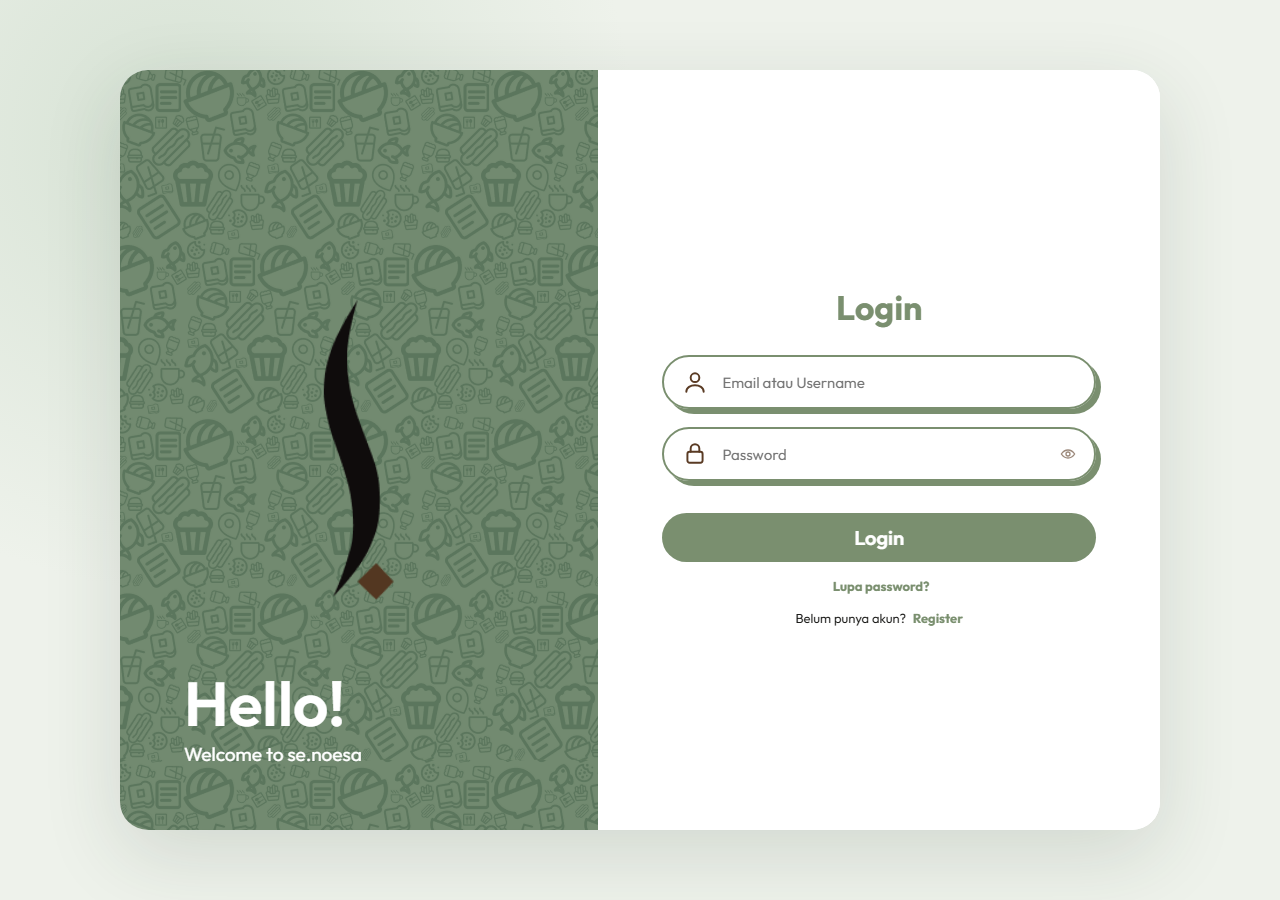 Hello!
Welcome to se.noesa
Login
Email atau Username
Password
Login
Lupa password?
Belum punya akun? Register